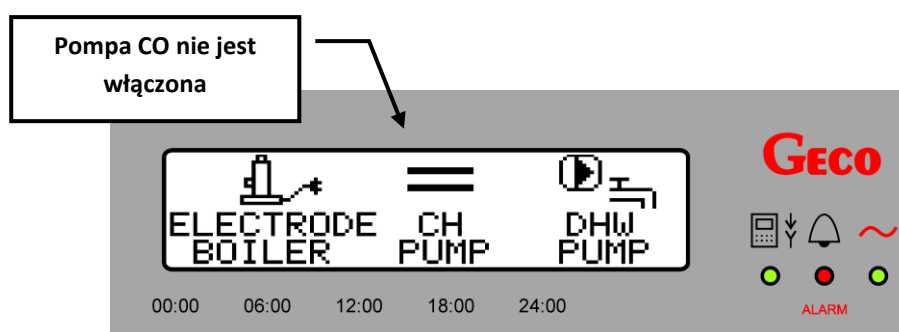 Pompa CO nie jest
włączona
GECO
ELECTRODE CH DHW
BOILER PUMP PUMP
00:00 06:00 12:00 18:00 24:00
ALARM